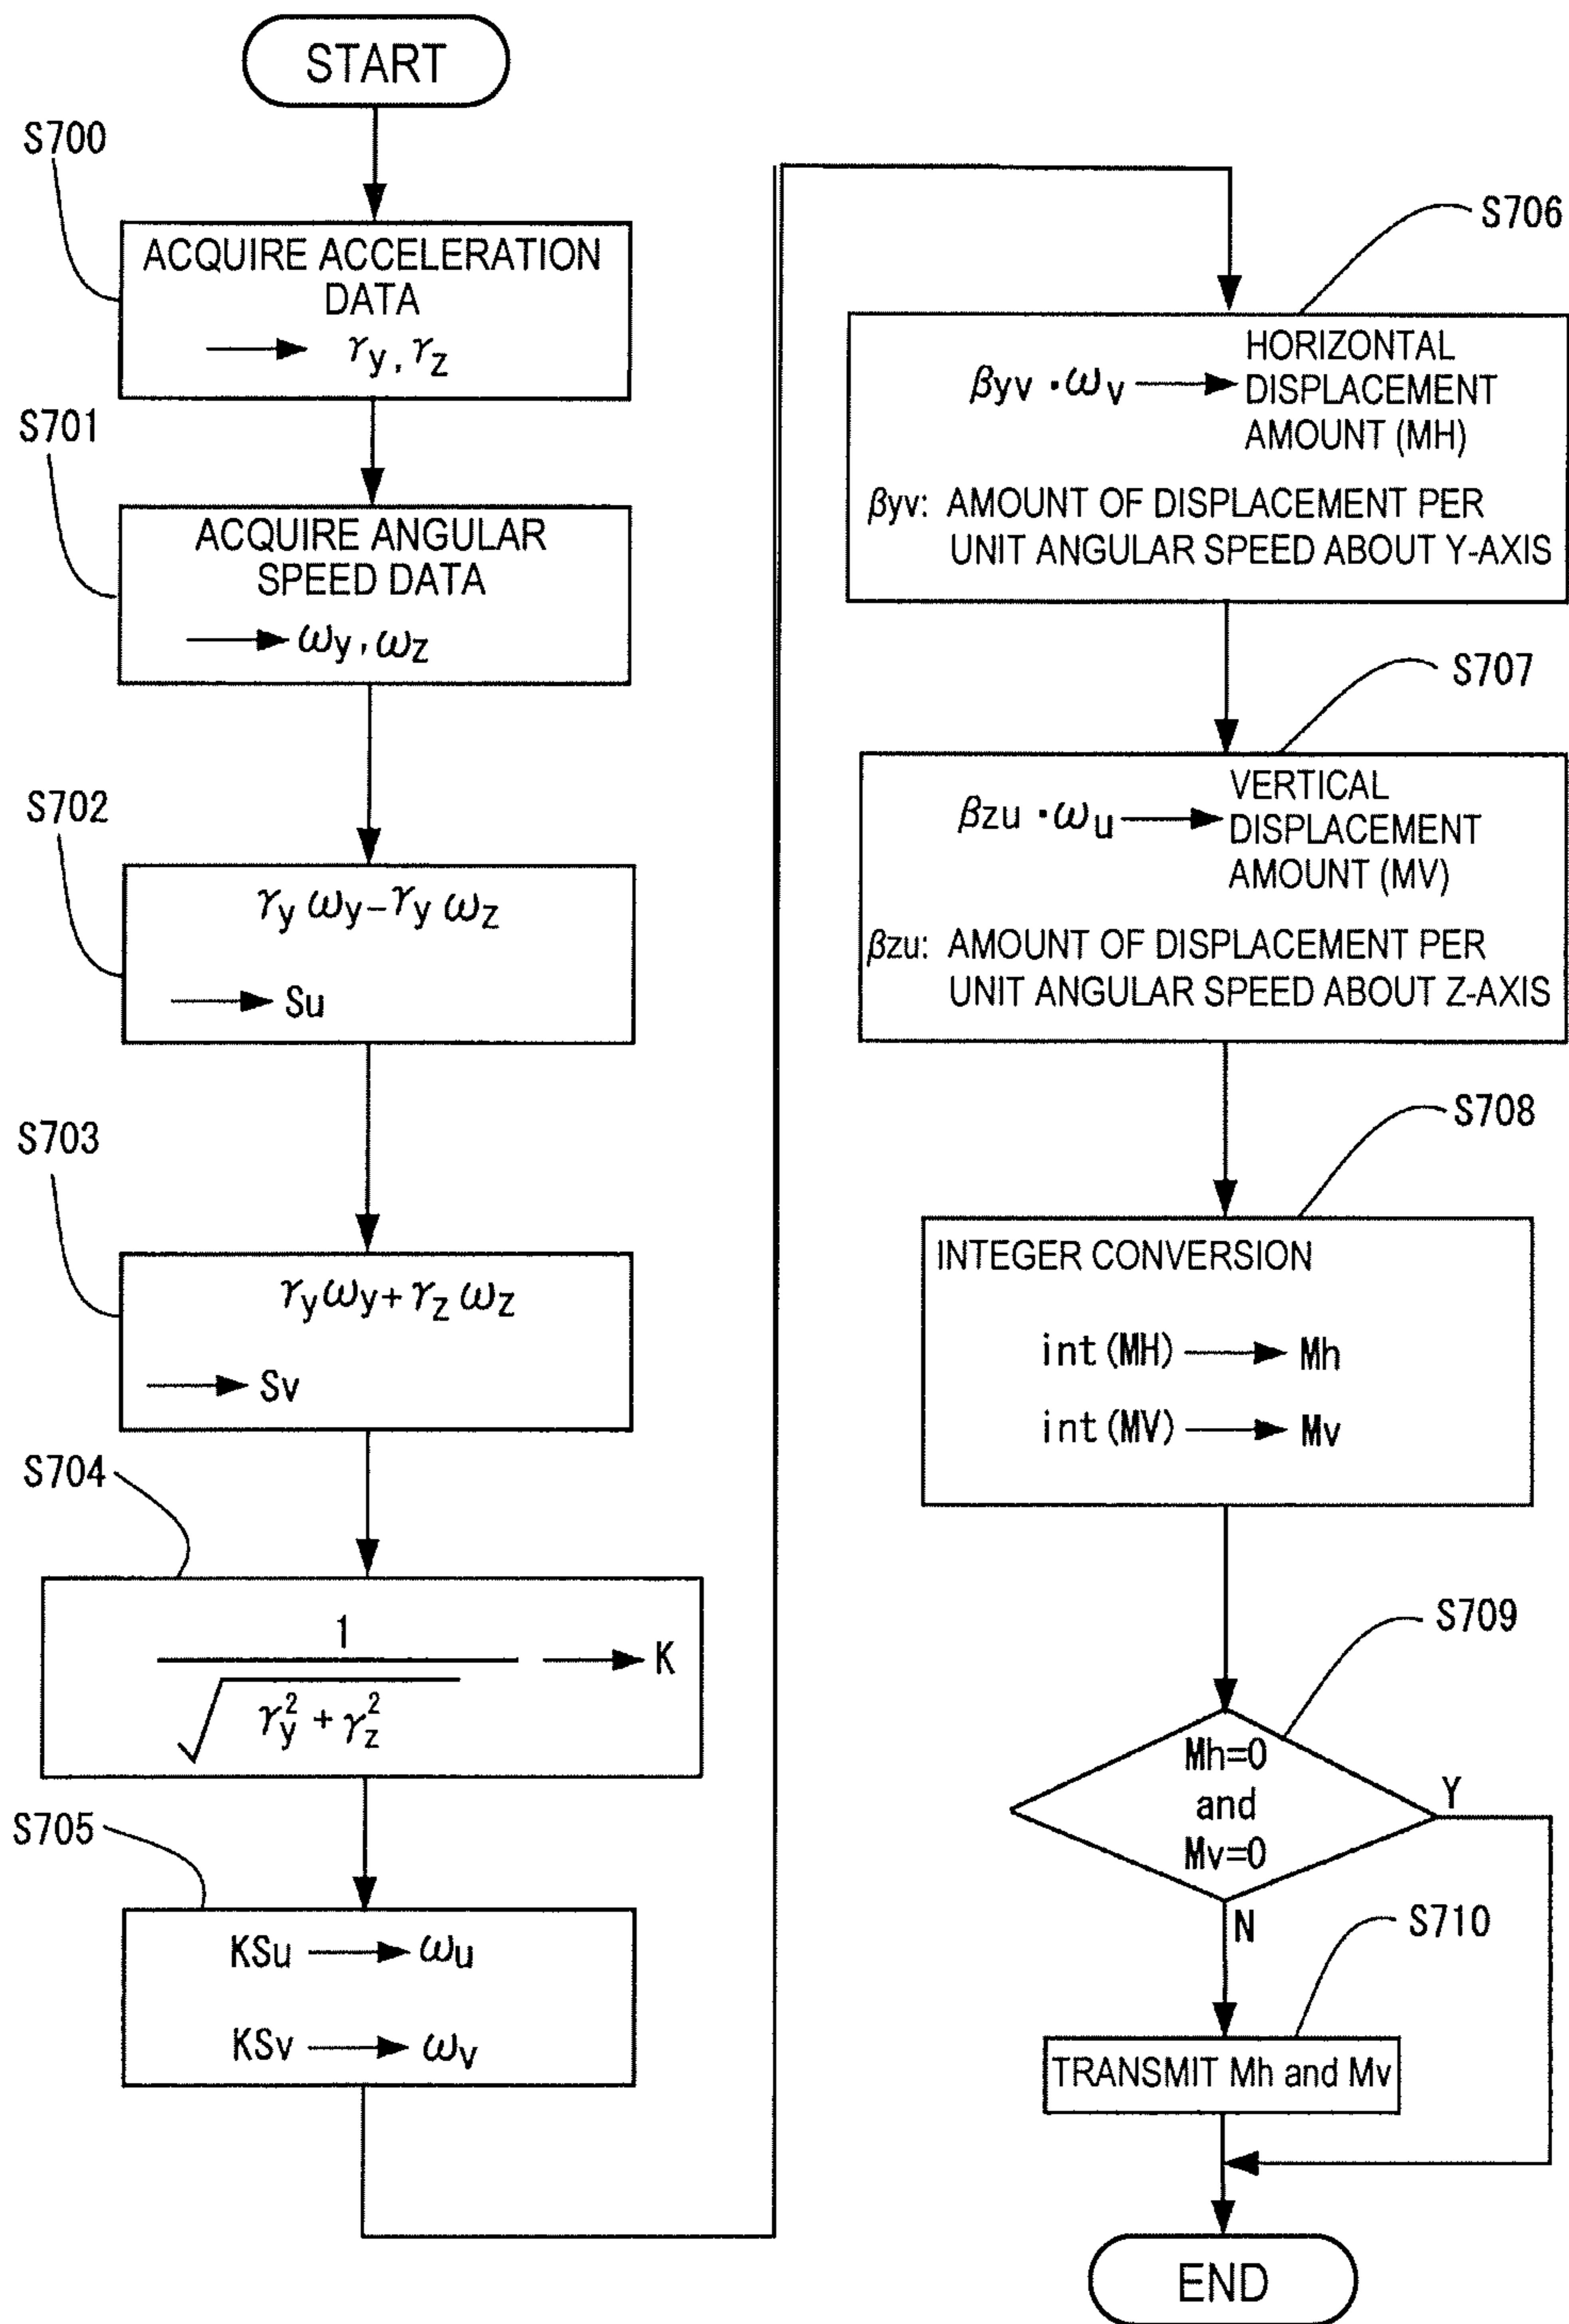 START
S700
ACQUIRE ACCELERATION
DATA
→ γy, γz
S701
ACQUIRE ANGULAR
SPEED DATA
→ ωy, ωz
S702
γy ωy − γy ωz
→ Su
S703
γy ωy + γz ωz
→ Sv
S704
1 / √(γy² + γz²) → K
S705
KSu → ωu
KSv → ωv
S706
βyv · ωv → HORIZONTAL
DISPLACEMENT
AMOUNT (MH)
βyv: AMOUNT OF DISPLACEMENT PER
UNIT ANGULAR SPEED ABOUT Y-AXIS
S707
βzu · ωu → VERTICAL
DISPLACEMENT
AMOUNT (MV)
βzu: AMOUNT OF DISPLACEMENT PER
UNIT ANGULAR SPEED ABOUT Z-AXIS
S708
INTEGER CONVERSION
int(MH) → Mh
int(MV) → Mv
S709
Mh=0
and
Mv=0
Y
N
S710
TRANSMIT Mh and Mv
END